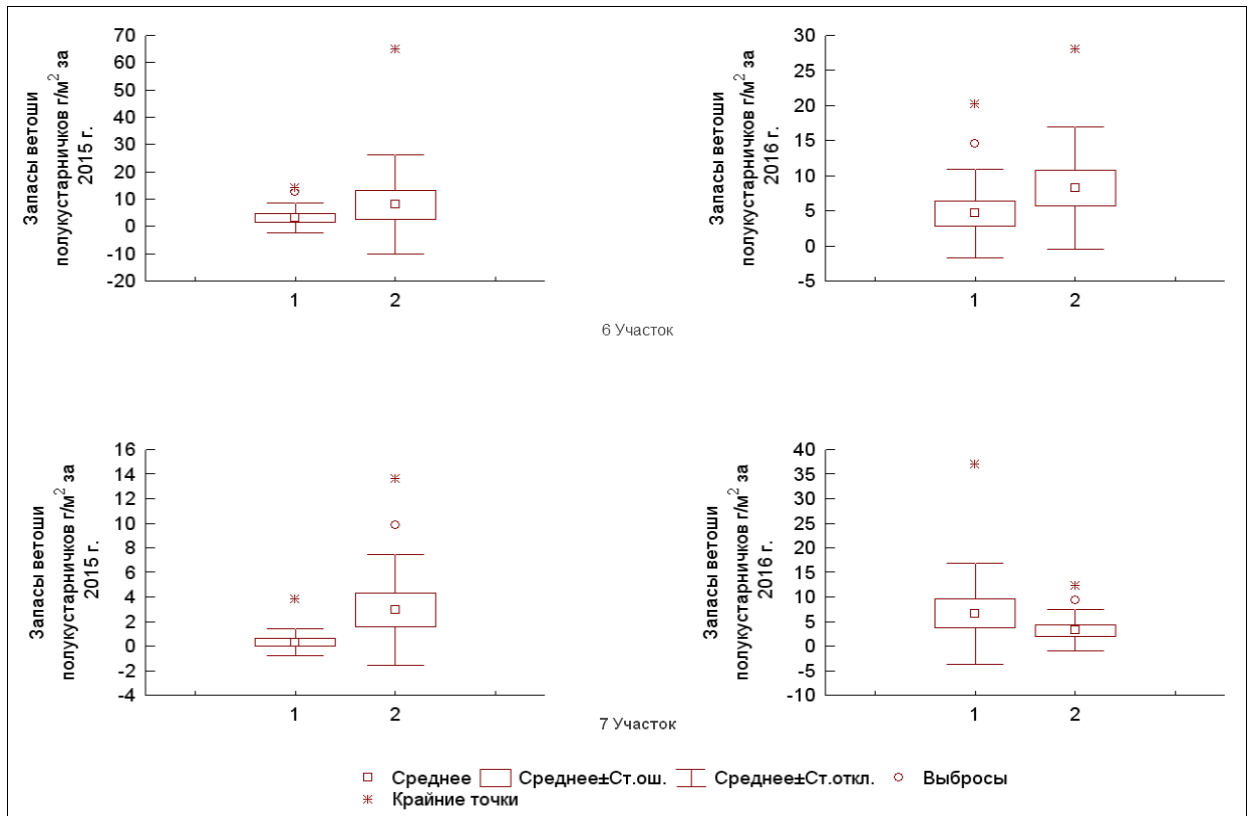 Запасы ветоши
полукустарничков г/м² за
2015 г.
70
60
50
40
30
20
10
0
-10
-20
1 2
Запасы ветоши
полукустарничков г/м² за
2016 г.
30
25
20
15
10
5
0
-5
1 2
6 Участок
Запасы ветоши
полукустарничков г/м² за
2015 г.
16
14
12
10
8
6
4
2
0
-2
-4
1 2
Запасы ветоши
полукустарничков г/м² за
2016 г.
40
35
30
25
20
15
10
5
0
-5
-10
1 2
7 Участок
Среднее Среднее±Ст.ош. Среднее±Ст.откл. Выбросы
Крайние точки